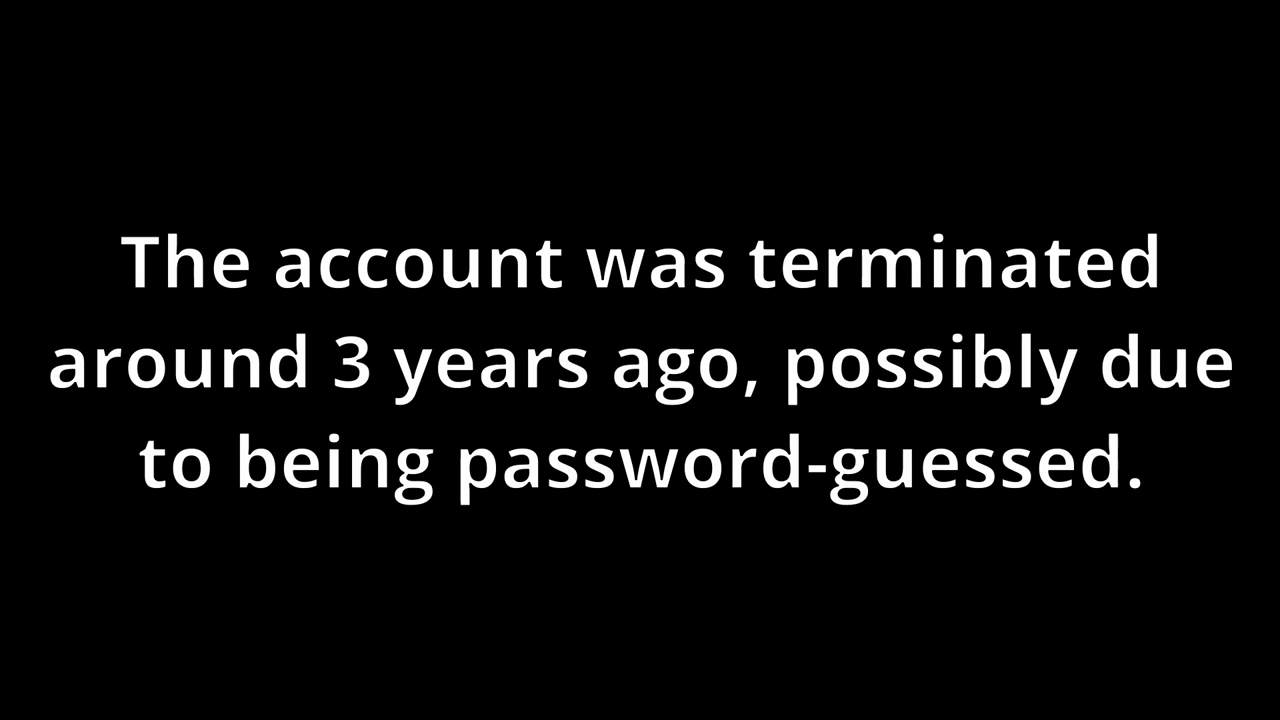 The account was terminated
around 3 years ago, possibly due
to being password-guessed.